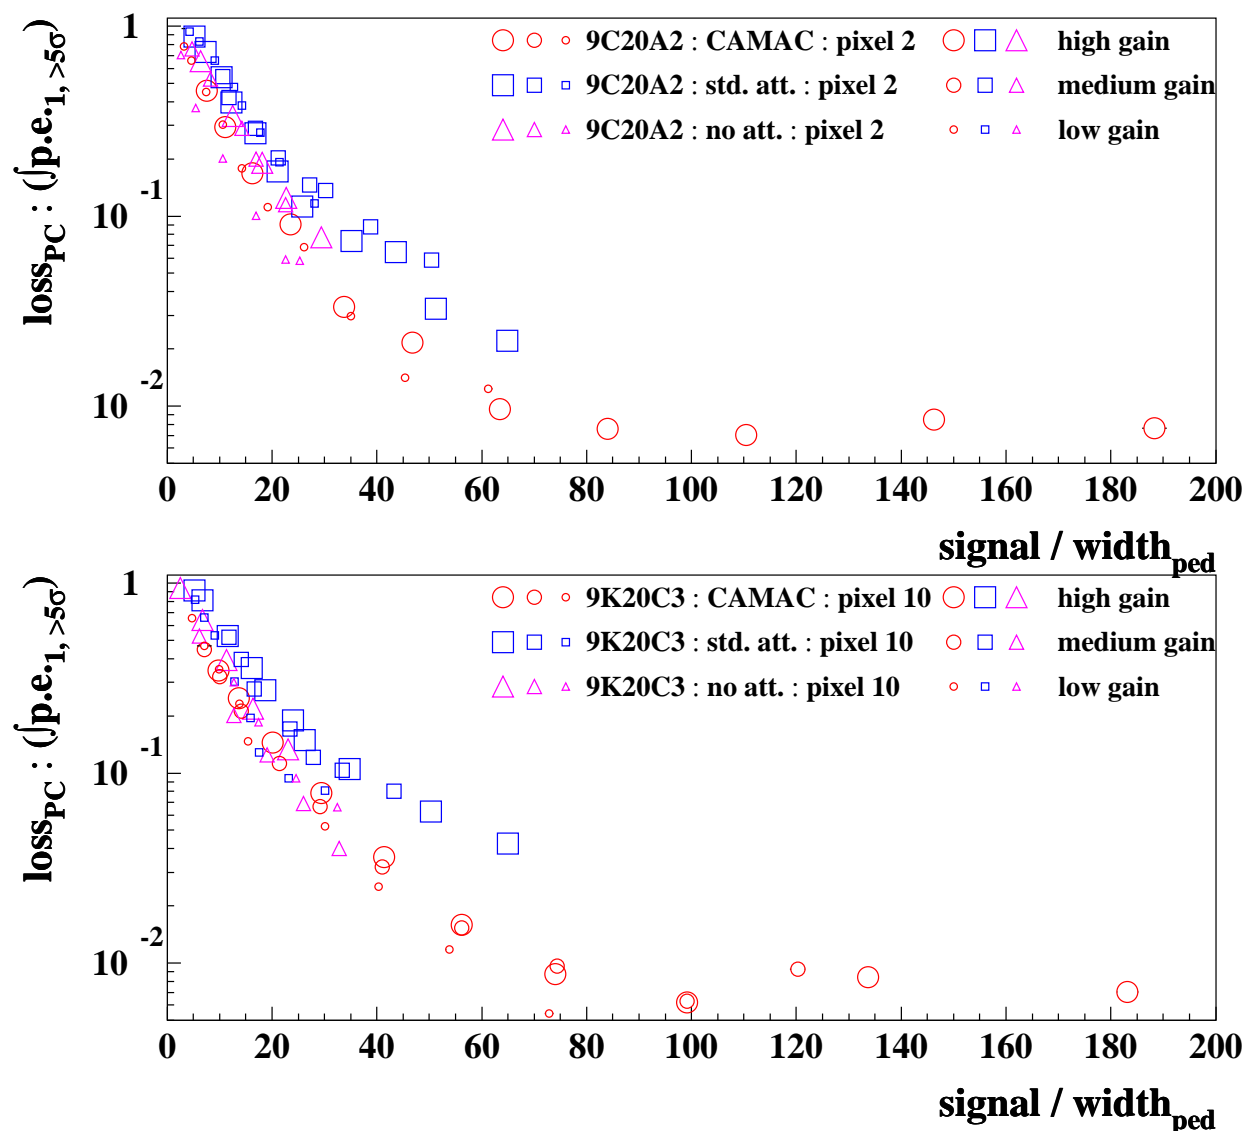 1
10⁻¹
10⁻²
loss_PC : (∫p.e._1, >5σ)
9C20A2 : CAMAC : pixel 2 high gain
9C20A2 : std. att. : pixel 2 medium gain
9C20A2 : no att. : pixel 2 low gain
0 20 40 60 80 100 120 140 160 180 200
signal / width_ped
1
10⁻¹
10⁻²
loss_PC : (∫p.e._1, >5σ)
9K20C3 : CAMAC : pixel 10 high gain
9K20C3 : std. att. : pixel 10 medium gain
9K20C3 : no att. : pixel 10 low gain
0 20 40 60 80 100 120 140 160 180 200
signal / width_ped